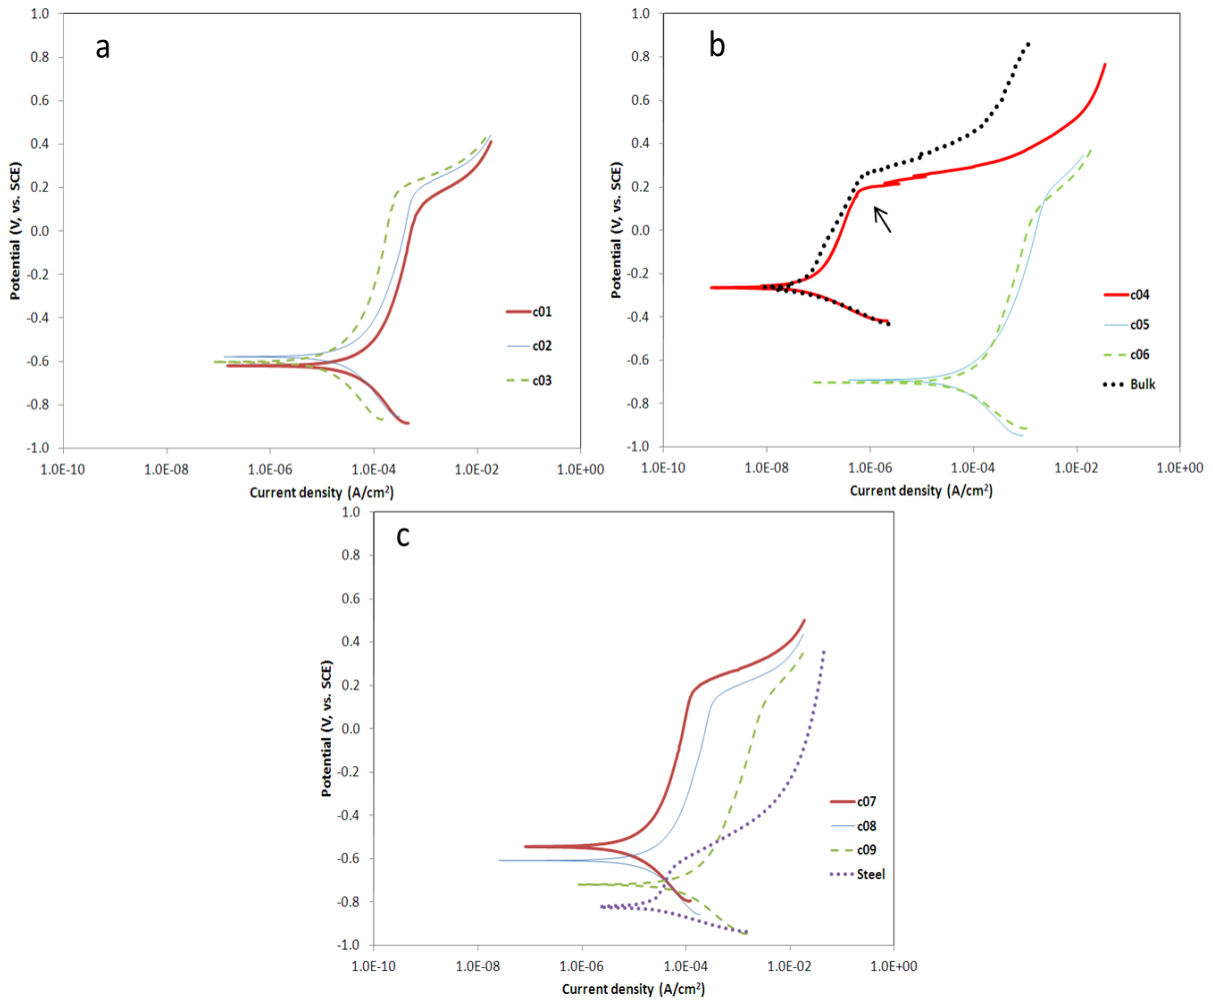 a
1.0
0.8
0.6
0.4
0.2
0.0
-0.2
-0.4
-0.6
-0.8
-1.0
Potential (V, vs. SCE)
c01
c02
c03
1.0E-10 1.0E-08 1.0E-06 1.0E-04 1.0E-02 1.0E+00
Current density (A/cm²)
b
1.0
0.8
0.6
0.4
0.2
0.0
-0.2
-0.4
-0.6
-0.8
-1.0
Potential (V, vs. SCE)
c04
c05
c06
Bulk
1.0E-10 1.0E-08 1.0E-06 1.0E-04 1.0E-02 1.0E+00
Current density (A/cm²)
c
1.0
0.8
0.6
0.4
0.2
0.0
-0.2
-0.4
-0.6
-0.8
-1.0
Potential (V, vs. SCE)
c07
c08
c09
Steel
1.0E-10 1.0E-08 1.0E-06 1.0E-04 1.0E-02 1.0E+00
Current density (A/cm²)